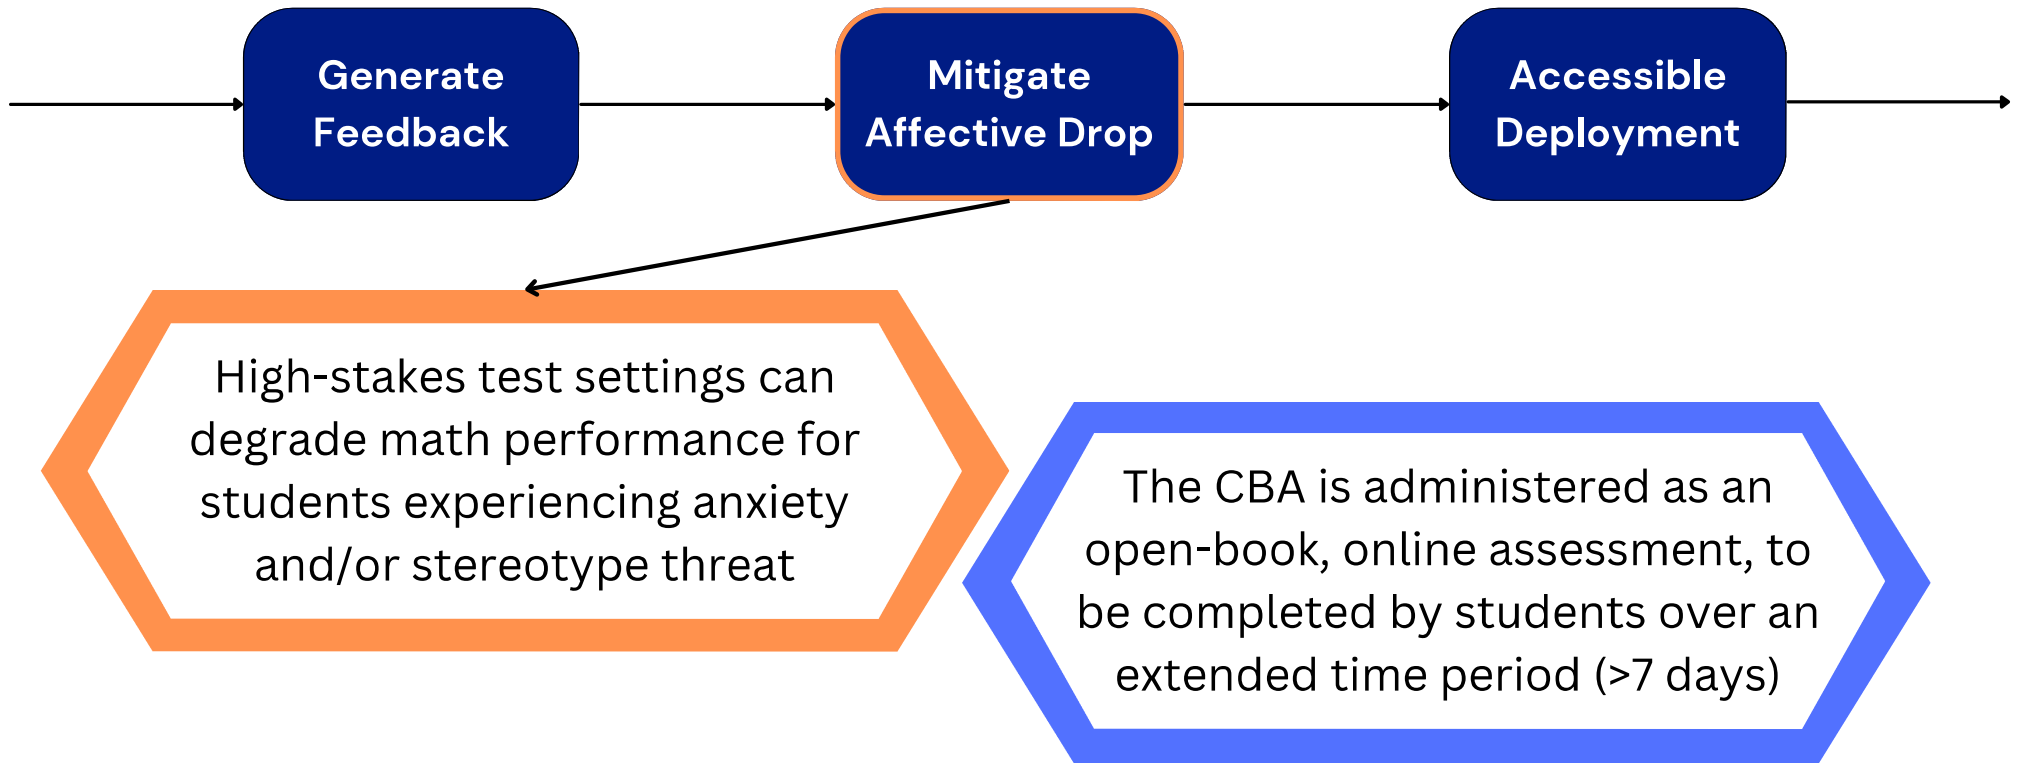 Generate
Feedback
Mitigate
Affective Drop
Accessible
Deployment
High-stakes test settings can
degrade math performance for
students experiencing anxiety
and/or stereotype threat
The CBA is administered as an
open-book, online assessment, to
be completed by students over an
extended time period (>7 days)